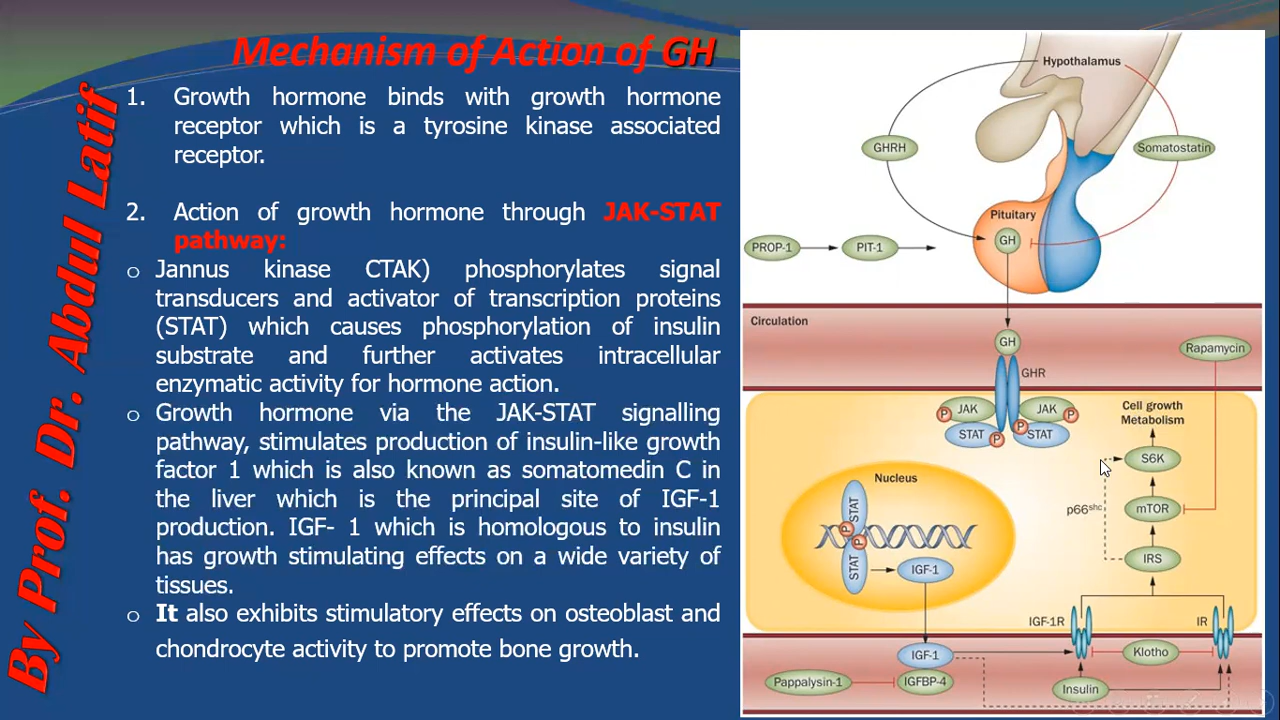 Mechanism of Action of GH
By Prof. Dr. Abdul Latif
1. Growth hormone binds with growth hormone
receptor which is a tyrosine kinase associated
receptor.
2. Action of growth hormone through JAK-STAT
pathway:
o Jannus kinase CTAK) phosphorylates signal
transducers and activator of transcription proteins
(STAT) which causes phosphorylation of insulin
substrate and further activates intracellular
enzymatic activity for hormone action.
o Growth hormone via the JAK-STAT signalling
pathway, stimulates production of insulin-like growth
factor 1 which is also known as somatomedin C in
the liver which is the principal site of IGF-1
production. IGF- 1 which is homologous to insulin
has growth stimulating effects on a wide variety of
tissues.
o It also exhibits stimulatory effects on osteoblast and
chondrocyte activity to promote bone growth.
Hypothalamus
GHRH
Somatostatin
Pituitary
GH
PROP-1
PIT-1
Circulation
GH
Rapamycin
GHR
JAK
P
JAK
P
STAT
P
STAT
P
Cell growth
Metabolism
S6K
Nucleus
STAT
P
P
STAT
IGF-1
p66shc
mTOR
IRS
IGF-1R
IR
IGF-1
Klotho
Pappalysin-1
IGFBP-4
Insulin